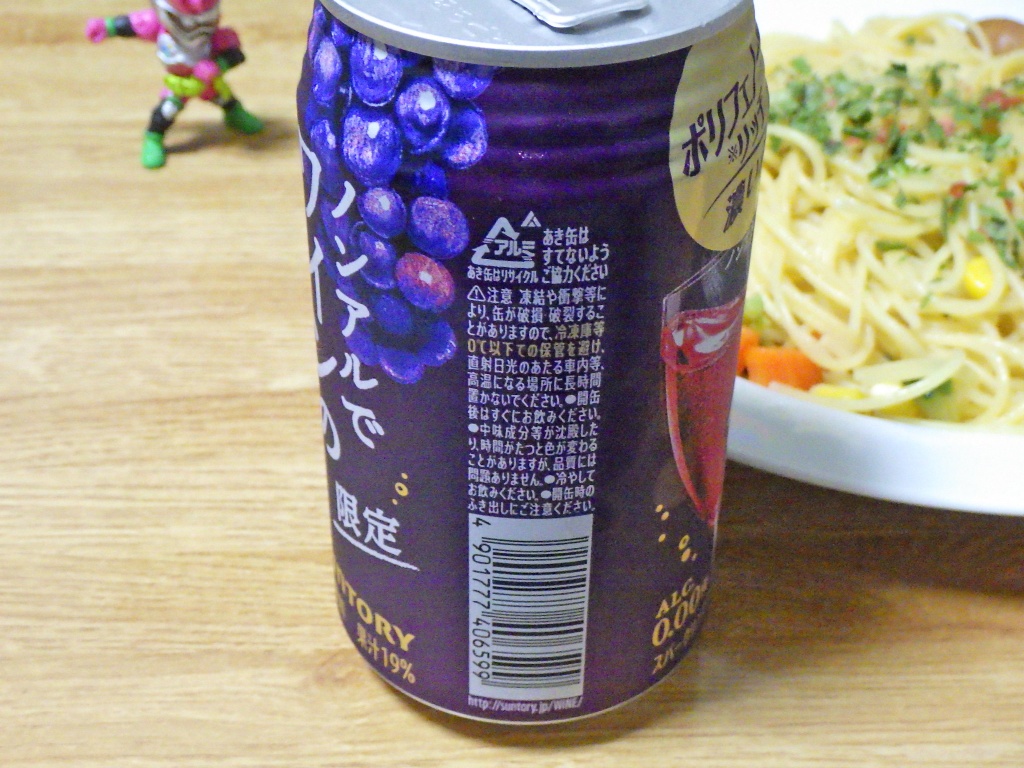 ノンアルで
ワインの
限定
SUNTORY
果汁19%
アルミ
あき缶はリサイクル
あき缶は
すてないよう
ご協力ください
⚠注意 凍結や衝撃等に
より、缶が破損・破裂するこ
とがありますので、冷凍庫等
0℃以下での保管を避け、
直射日光のあたる車内等、
高温になる場所に長時間
置かないでください。●開缶
後はすぐにお飲みください。
●中味成分等が沈殿した
り、時間がたつと色が変わる
ことがありますが、品質には
問題ありません。●冷やして
お飲みください。●開缶時の
ふき出しにご注意ください。
4 901777 406599
http://suntory.jp/WINE/
ポリフェ
※リッチ
濃い
ノン
ALC.
0.00%
スパー